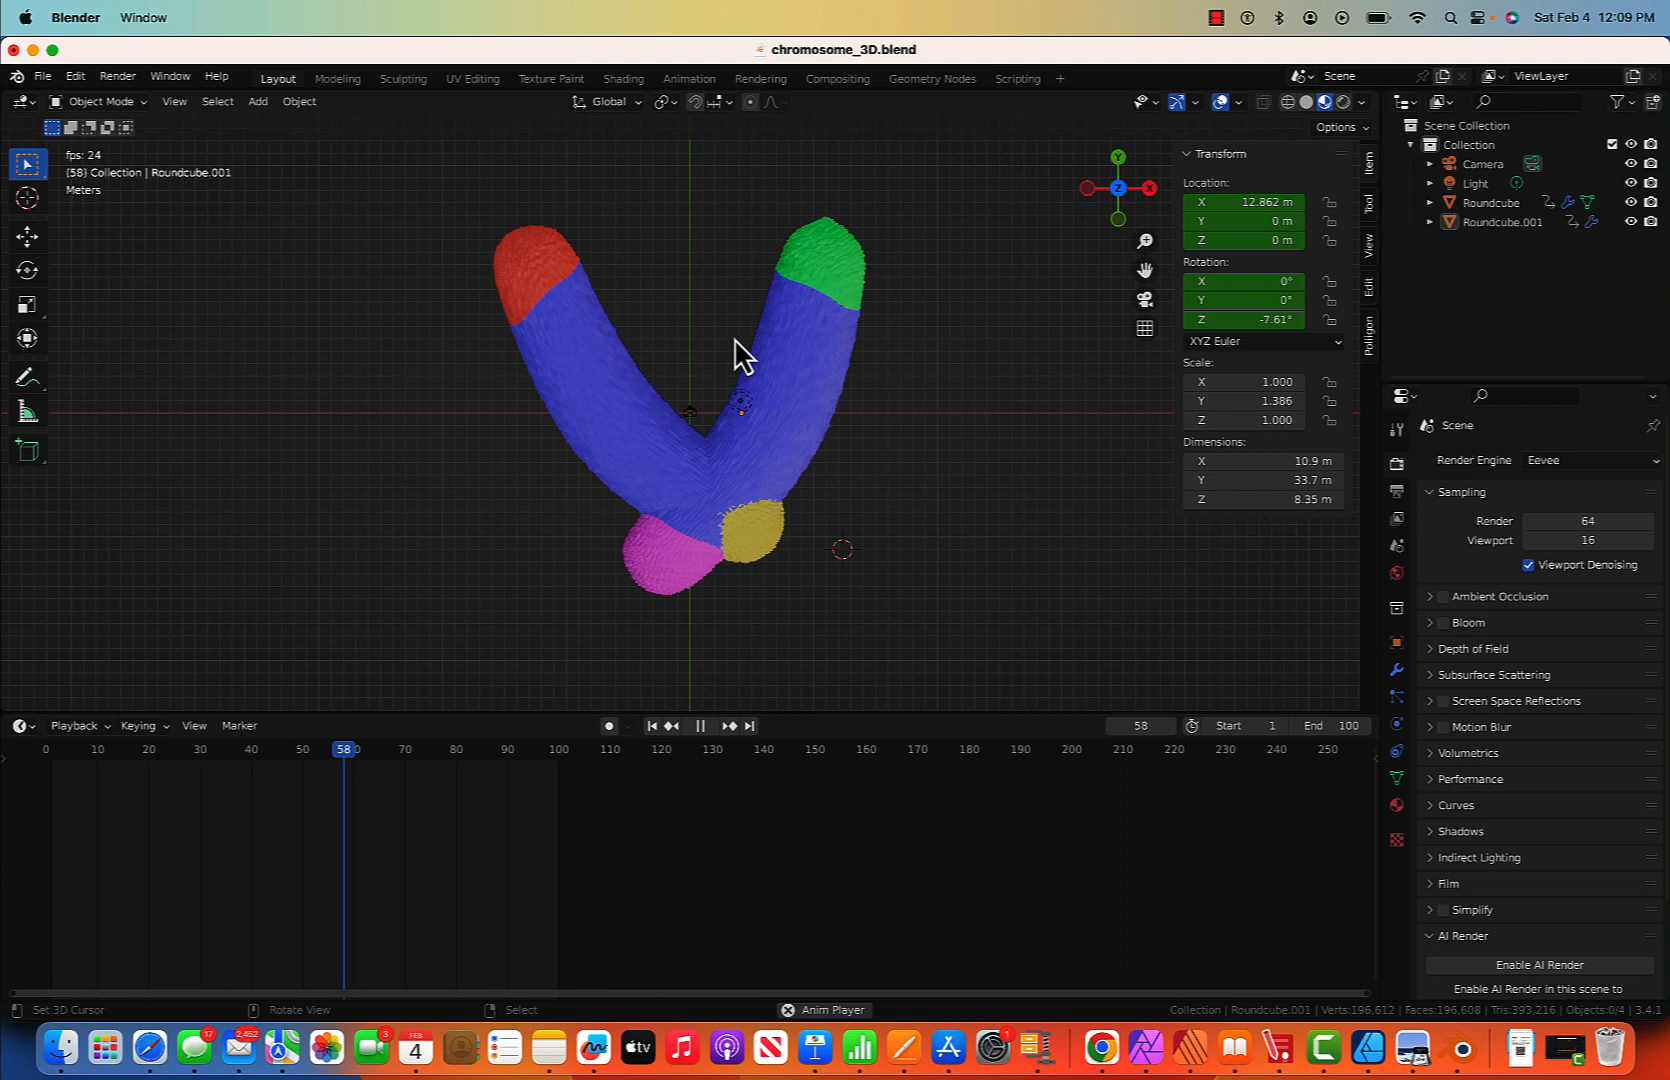 Blender Window Sat Feb 4 12:09 PM
chromosome_3D.blend
File Edit Render Window Help Layout Modeling Sculpting UV Editing Texture Paint Shading Animation Rendering Compositing Geometry Nodes Scripting + Scene ViewLayer
Object Mode View Select Add Object Global
Options
fps: 24
(58) Collection | Roundcube.001
Meters
Y
Z
X
Transform
Location:
X 12.862 m
Y 0 m
Z 0 m
Rotation:
X 0°
Y 0°
Z -7.61°
XYZ Euler
Scale:
X 1.000
Y 1.386
Z 1.000
Dimensions:
X 10.9 m
Y 33.7 m
Z 8.35 m
Item
Tool
View
Edit
Poliigon
Scene Collection
Collection
Camera
Light
Roundcube
Roundcube.001
Scene
Render Engine Eevee
Sampling
Render 64
Viewport 16
Viewport Denoising
Ambient Occlusion
Bloom
Depth of Field
Subsurface Scattering
Screen Space Reflections
Motion Blur
Volumetrics
Performance
Curves
Shadows
Indirect Lighting
Film
Simplify
AI Render
Enable AI Render
Enable AI Render in this scene to
Playback Keying View Marker 58 Start 1 End 100
0 10 20 30 40 50 58 70 80 90 100 110 120 130 140 150 160 170 180 190 200 210 220 230 240 250
Set 3D Cursor Rotate View Select Anim Player Collection | Roundcube.001 | Verts:196,612 | Faces:196,608 | Tris:393,216 | Objects:0/4 | 3.4.1
17 2,452 3 FEB 4 tv 1